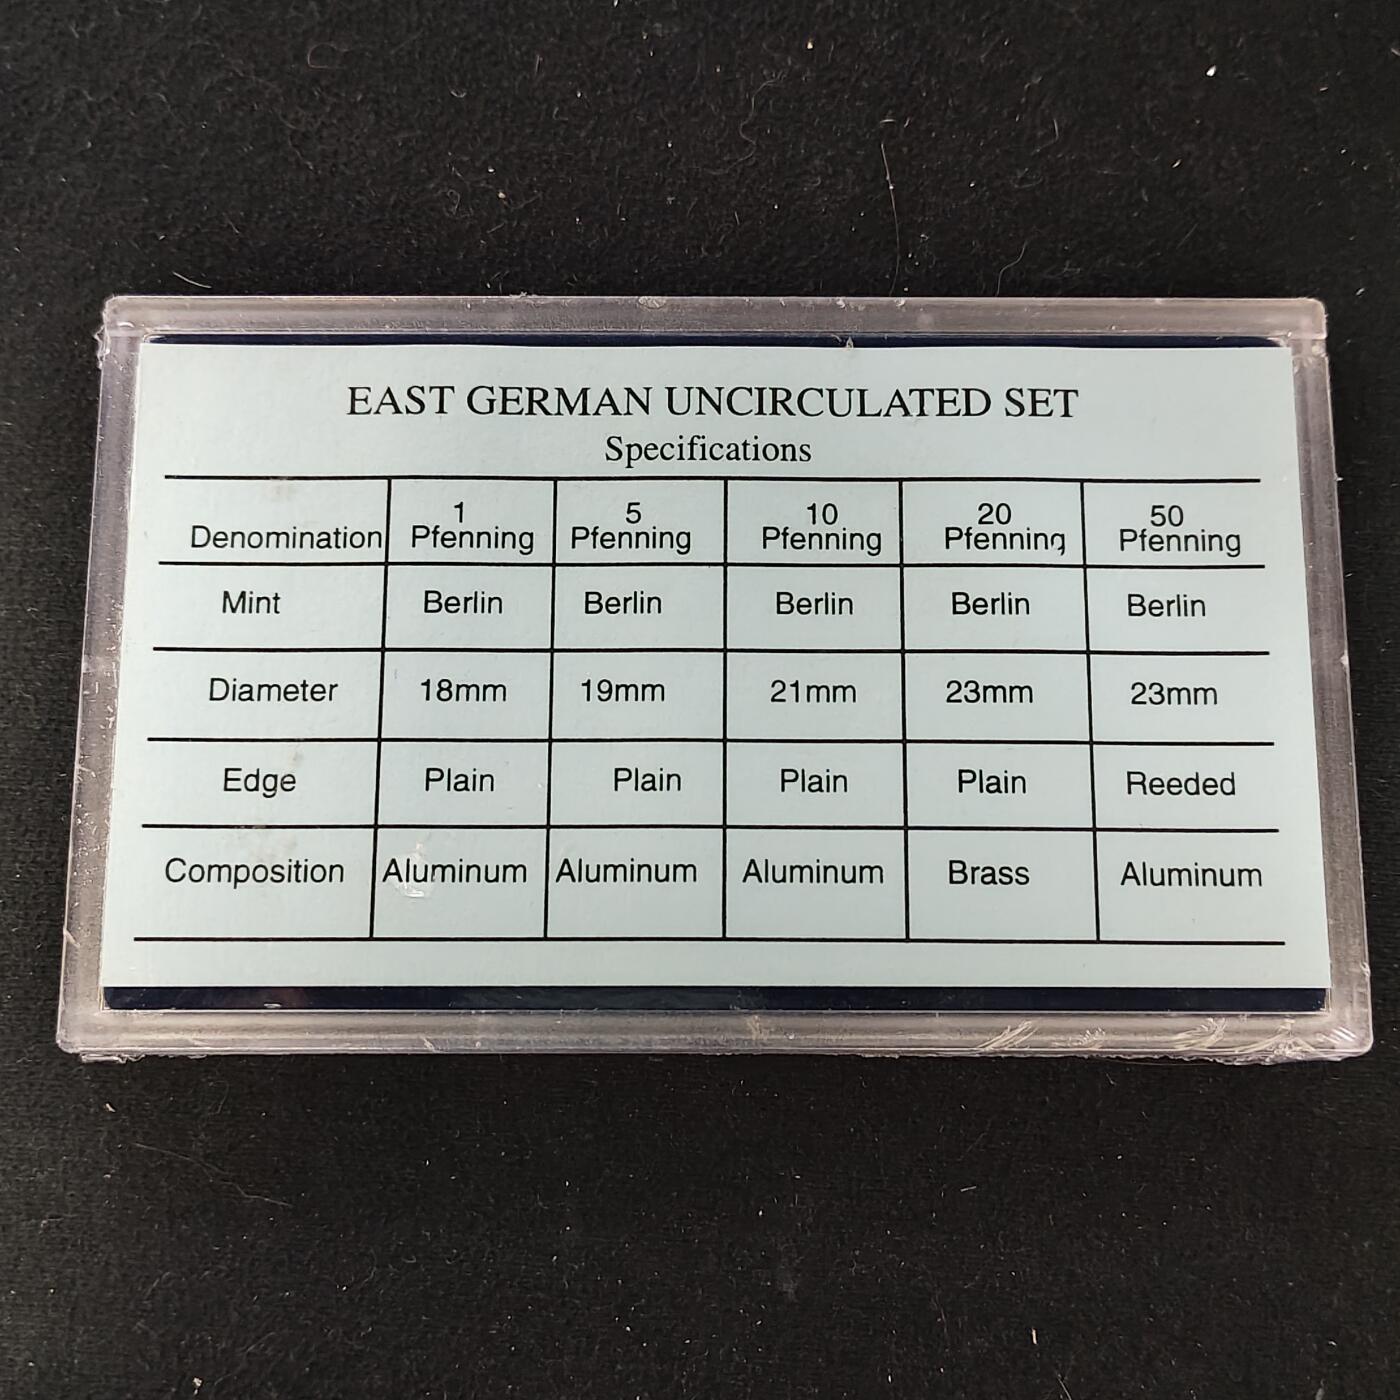 EAST GERMAN UNCIRCULATED SET
Specifications
Denomination 1 Pfenning 5 Pfenning 10 Pfenning 20 Pfenning 50 Pfenning
Mint Berlin Berlin Berlin Berlin Berlin
Diameter 18mm 19mm 21mm 23mm 23mm
Edge Plain Plain Plain Plain Reeded
Composition Aluminum Aluminum Aluminum Brass Aluminum